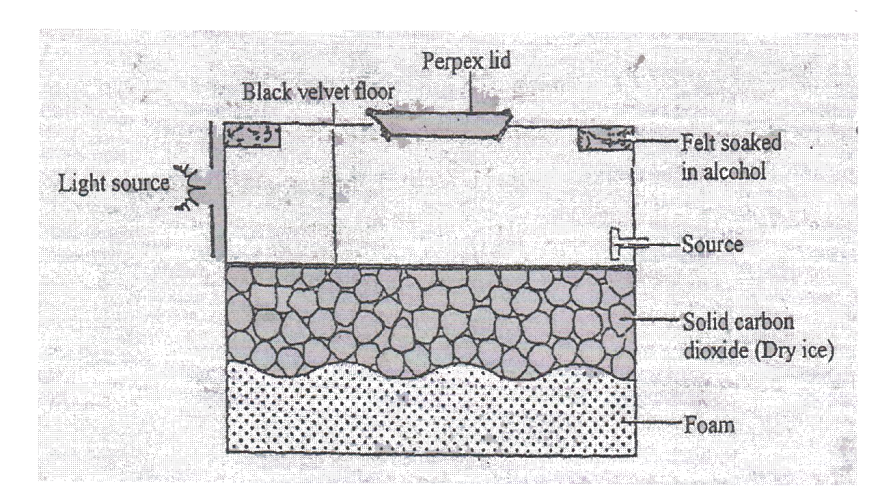 Perpex lid
Black velvet floor
Felt soaked
in alcohol
Light source
Source
Solid carbon
dioxide (Dry ice)
Foam